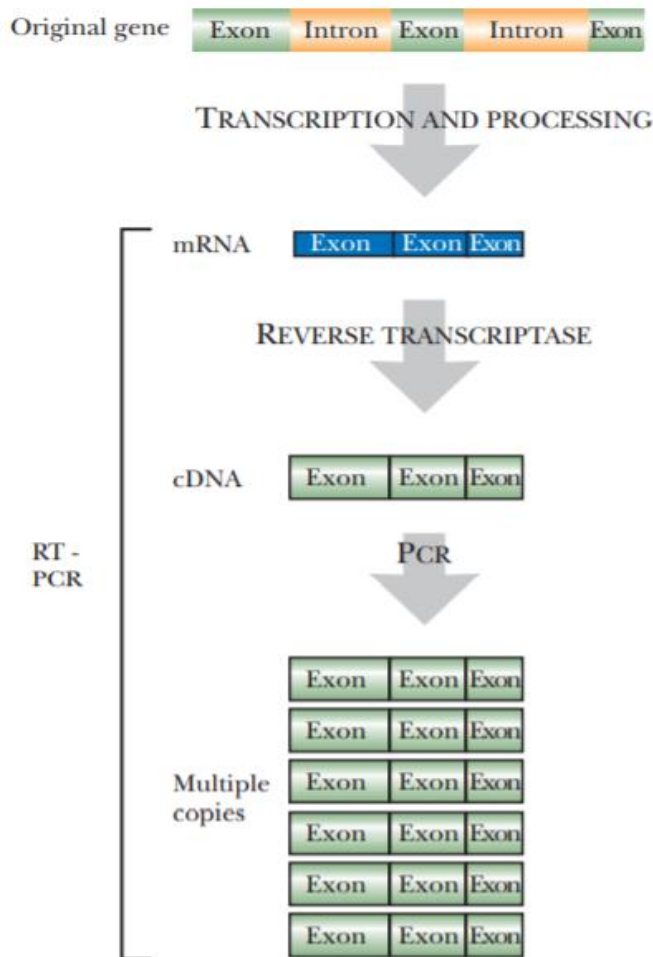 Original gene Exon Intron Exon Intron Exon
TRANSCRIPTION AND PROCESSING
mRNA Exon Exon Exon
REVERSE TRANSCRIPTASE
cDNA Exon Exon Exon
RT -
PCR
PCR
Exon Exon Exon
Exon Exon Exon
Multiple
copies
Exon Exon Exon
Exon Exon Exon
Exon Exon Exon
Exon Exon Exon